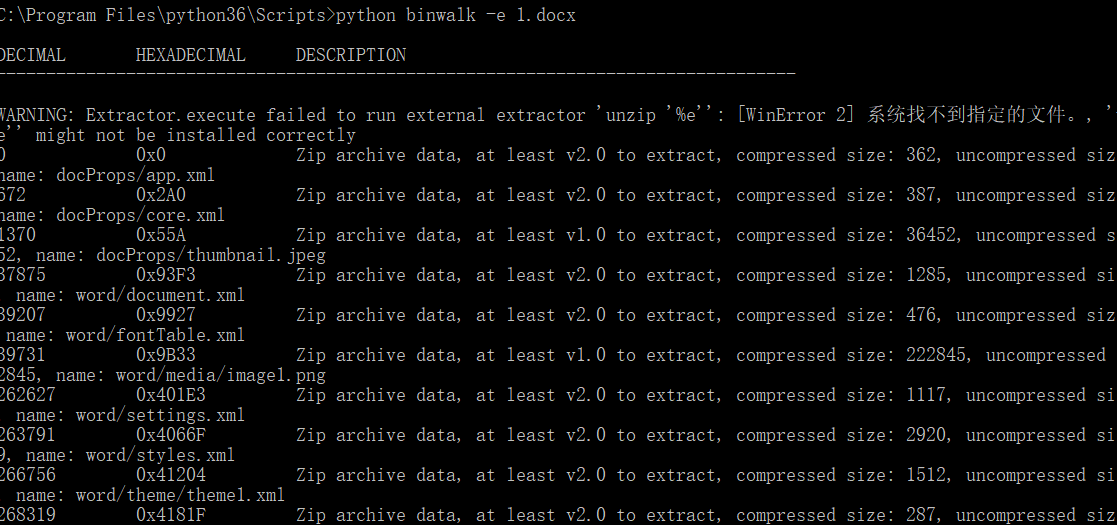 C:\Program Files\python36\Scripts>python binwalk -e 1.docx
DECIMAL       HEXADECIMAL     DESCRIPTION
--------------------------------------------------------------------------------
WARNING: Extractor.execute failed to run external extractor 'unzip '%e'': [WinError 2] 系统找不到指定的文件。, '
e'' might not be installed correctly
0             0x0             Zip archive data, at least v2.0 to extract, compressed size: 362, uncompressed siz
name: docProps/app.xml
672           0x2A0           Zip archive data, at least v2.0 to extract, compressed size: 387, uncompressed siz
name: docProps/core.xml
1370          0x55A           Zip archive data, at least v1.0 to extract, compressed size: 36452, uncompressed s
52, name: docProps/thumbnail.jpeg
37875         0x93F3          Zip archive data, at least v2.0 to extract, compressed size: 1285, uncompressed si
name: word/document.xml
39207         0x9927          Zip archive data, at least v2.0 to extract, compressed size: 476, uncompressed siz
name: word/fontTable.xml
39731         0x9B33          Zip archive data, at least v1.0 to extract, compressed size: 222845, uncompressed
2845, name: word/media/image1.png
262627        0x401E3         Zip archive data, at least v2.0 to extract, compressed size: 1117, uncompressed si
name: word/settings.xml
263791        0x4066F         Zip archive data, at least v2.0 to extract, compressed size: 2920, uncompressed si
9, name: word/styles.xml
266756        0x41204         Zip archive data, at least v2.0 to extract, compressed size: 1512, uncompressed si
name: word/theme/theme1.xml
268319        0x4181F         Zip archive data, at least v2.0 to extract, compressed size: 287, uncompressed siz